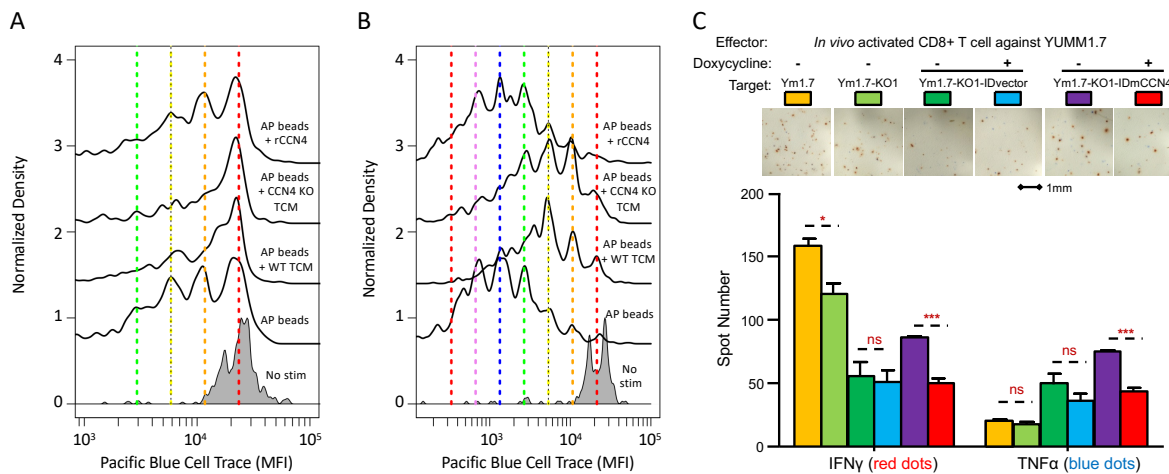 A
Normalized Density
4
3
2
1
0
AP beads
+ rCCN4
AP beads
+ CCN4 KO
TCM
AP beads
+ WT TCM
AP beads
No stim
10³
10⁴
10⁵
Pacific Blue Cell Trace (MFI)
B
Normalized Density
4
3
2
1
0
AP beads
+ rCCN4
AP beads
+ CCN4 KO
TCM
AP beads
+ WT TCM
AP beads
No stim
10³
10⁴
10⁵
Pacific Blue Cell Trace (MFI)
C
Effector: In vivo activated CD8+ T cell against YUMM1.7
Doxycycline: - - - + - +
Target: Ym1.7 Ym1.7-KO1 Ym1.7-KO1-IDvector Ym1.7-KO1-IDmCCN4
1mm
Spot Number
200
150
100
50
0
* ns *** ns ns ***
IFNγ (red dots) TNFα (blue dots)